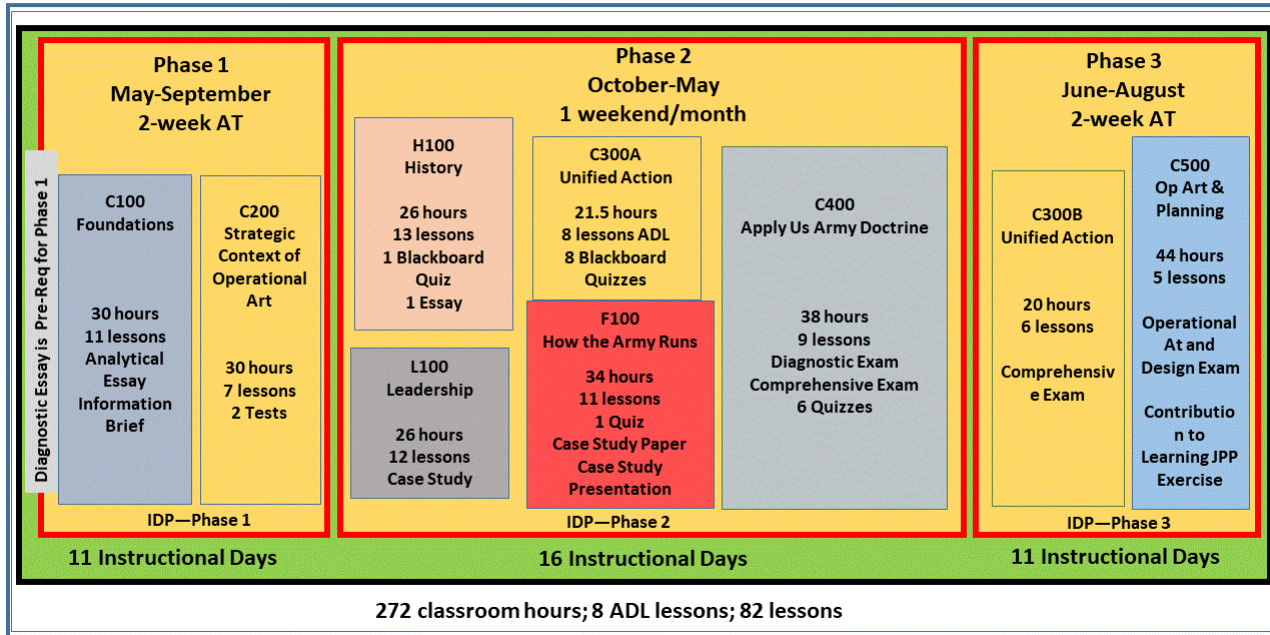 Diagnostic Essay is Pre-Req for Phase 1
Phase 1
May-September
2-week AT
C100
Foundations
30 hours
11 lessons
Analytical
Essay
Information
Brief
C200
Strategic
Context of
Operational
Art
30 hours
7 lessons
2 Tests
IDP—Phase 1
11 Instructional Days
Phase 2
October-May
1 weekend/month
H100
History
26 hours
13 lessons
1 Blackboard
Quiz
1 Essay
L100
Leadership
26 hours
12 lessons
Case Study
C300A
Unified Action
21.5 hours
8 lessons ADL
8 Blackboard
Quizzes
F100
How the Army Runs
34 hours
11 lessons
1 Quiz
Case Study Paper
Case Study
Presentation
C400
Apply Us Army Doctrine
38 hours
9 lessons
Diagnostic Exam
Comprehensive Exam
6 Quizzes
IDP—Phase 2
16 Instructional Days
Phase 3
June-August
2-week AT
C300B
Unified Action
20 hours
6 lessons
Comprehensiv
e Exam
C500
Op Art &
Planning
44 hours
5 lessons
Operational
At and
Design Exam
Contributio
n to
Learning JPP
Exercise
IDP—Phase 3
11 Instructional Days
272 classroom hours; 8 ADL lessons; 82 lessons